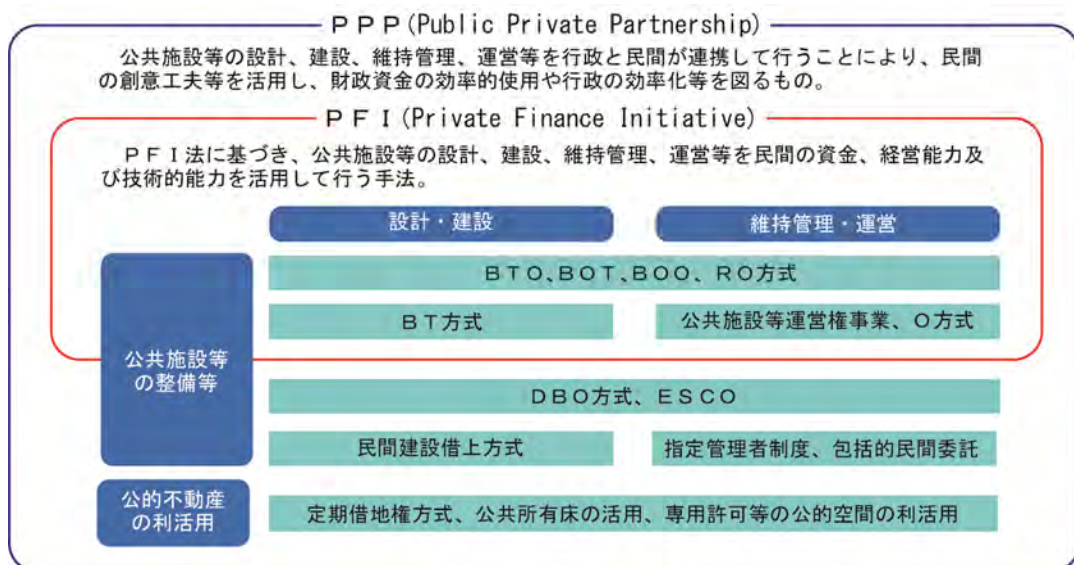 ＰＰＰ(Public Private Partnership)
公共施設等の設計、建設、維持管理、運営等を行政と民間が連携して行うことにより、民間
の創意工夫等を活用し、財政資金の効率的使用や行政の効率化等を図るもの。
ＰＦＩ(Private Finance Initiative)
ＰＦＩ法に基づき、公共施設等の設計、建設、維持管理、運営等を民間の資金、経営能力及
び技術的能力を活用して行う手法。
設計・建設
維持管理・運営
ＢＴＯ、ＢＯＴ、ＢＯＯ、ＲＯ方式
ＢＴ方式
公共施設等運営権事業、Ｏ方式
公共施設等
の整備等
ＤＢＯ方式、ＥＳＣＯ
民間建設借上方式
指定管理者制度、包括的民間委託
公的不動産
の利活用
定期借地権方式、公共所有床の活用、専用許可等の公的空間の利活用